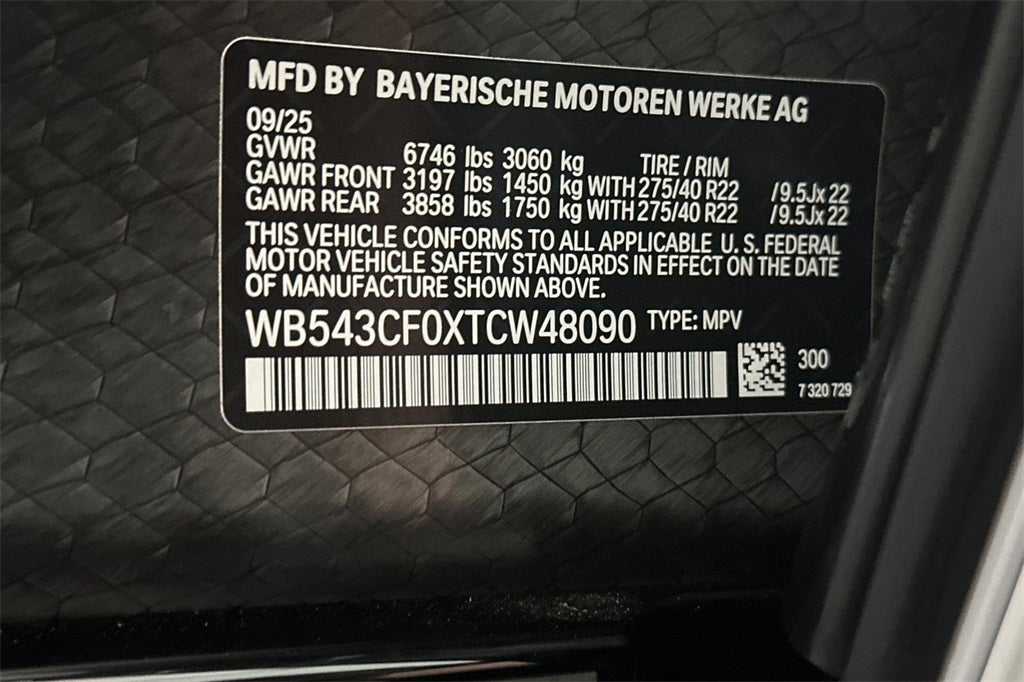 MFD BY BAYERISCHE MOTOREN WERKE AG
09/25
GVWR 6746 lbs 3060 kg TIRE / RIM
GAWR FRONT 3197 lbs 1450 kg WITH 275/40 R22 /9.5Jx 22
GAWR REAR 3858 lbs 1750 kg WITH 275/40 R22 /9.5Jx 22
THIS VEHICLE CONFORMS TO ALL APPLICABLE U. S. FEDERAL
MOTOR VEHICLE SAFETY STANDARDS IN EFFECT ON THE DATE
OF MANUFACTURE SHOWN ABOVE.
WB543CF0XTCW48090 TYPE: MPV
300
7 320 729